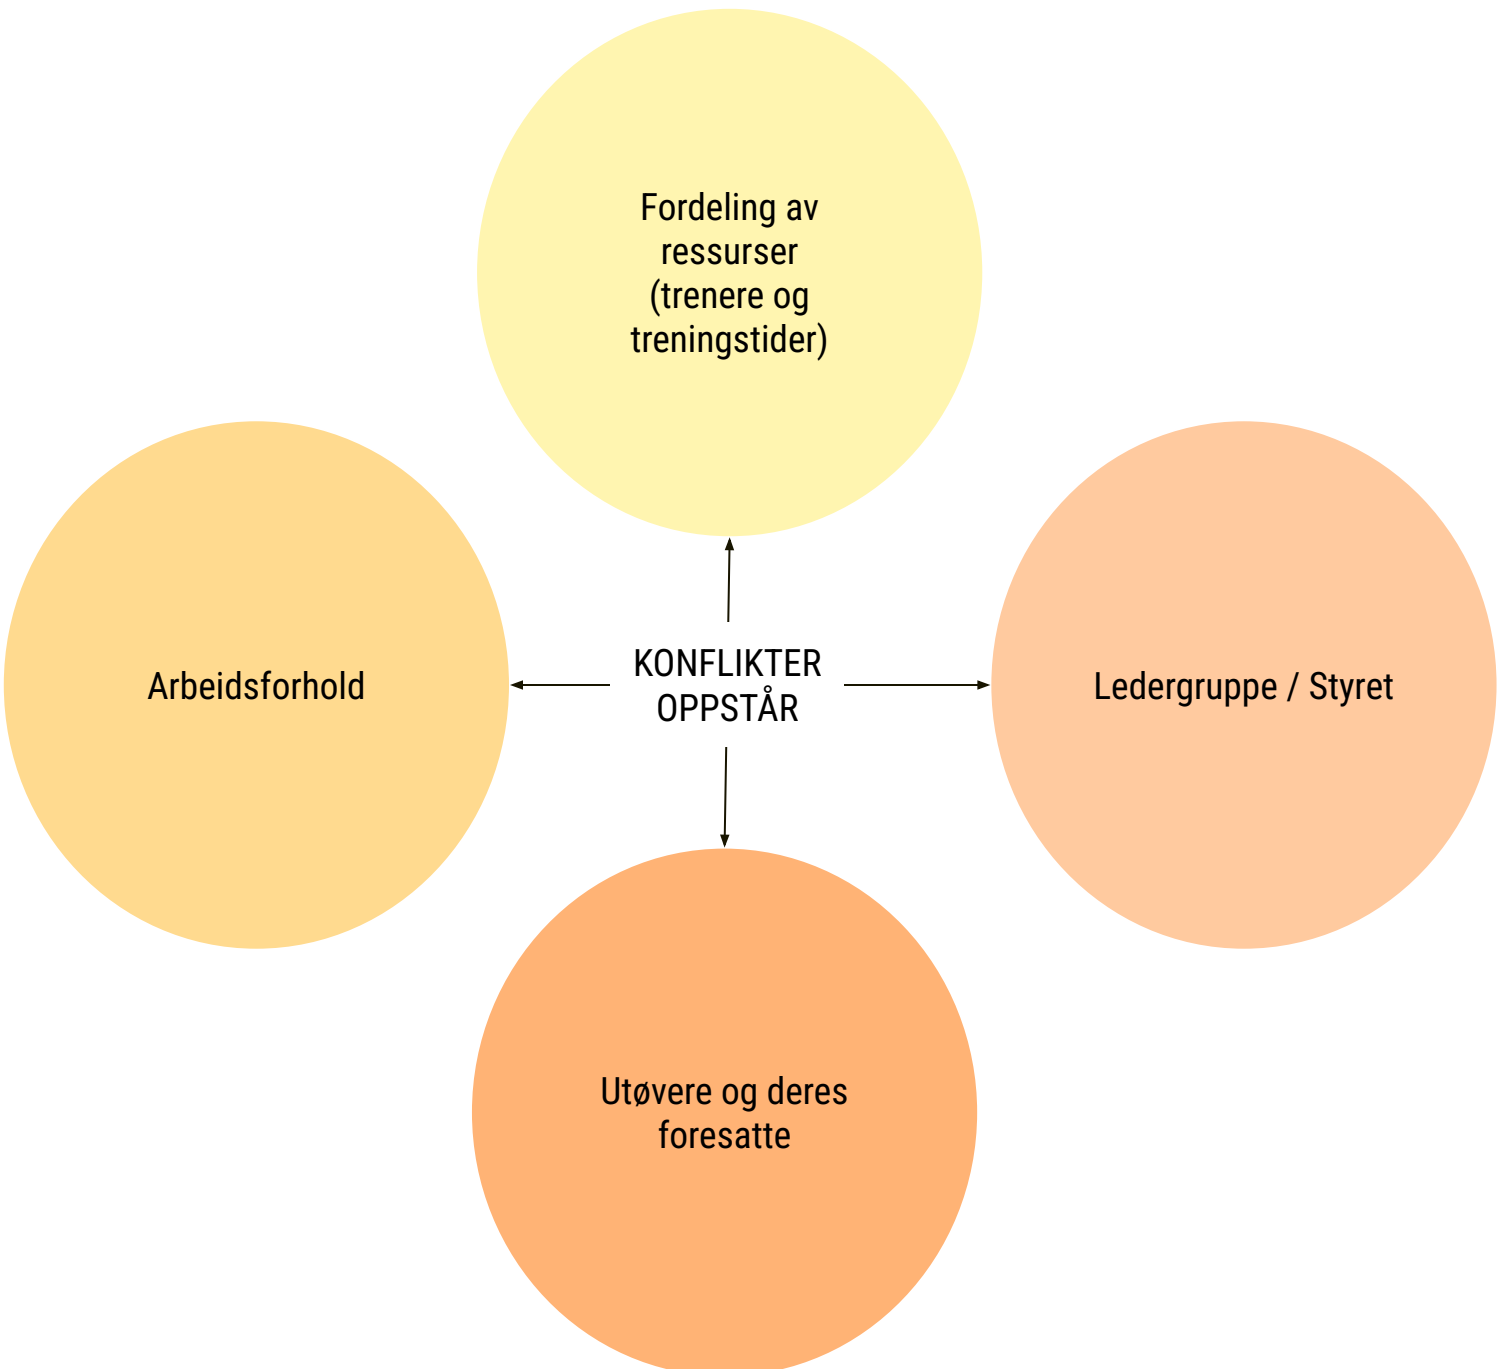 Fordeling av
ressurser
(trenere og
treningstider)
KONFLIKTER
OPPSTÅR
Arbeidsforhold
Ledergruppe / Styret
Utøvere og deres
foresatte